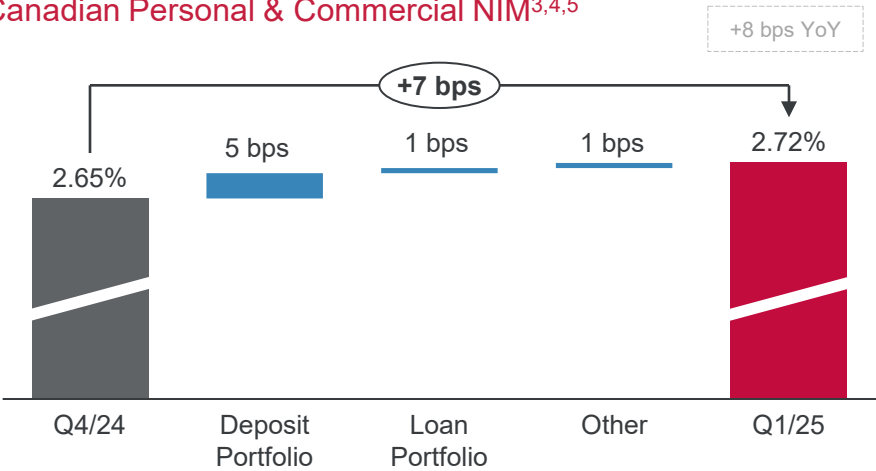 Canadian Personal & Commercial NIM3,4,5
+8 bps YoY
+7 bps
2.65%
5 bps
1 bps
1 bps
2.72%
Q4/24
Deposit
Portfolio
Loan
Portfolio
Other
Q1/25